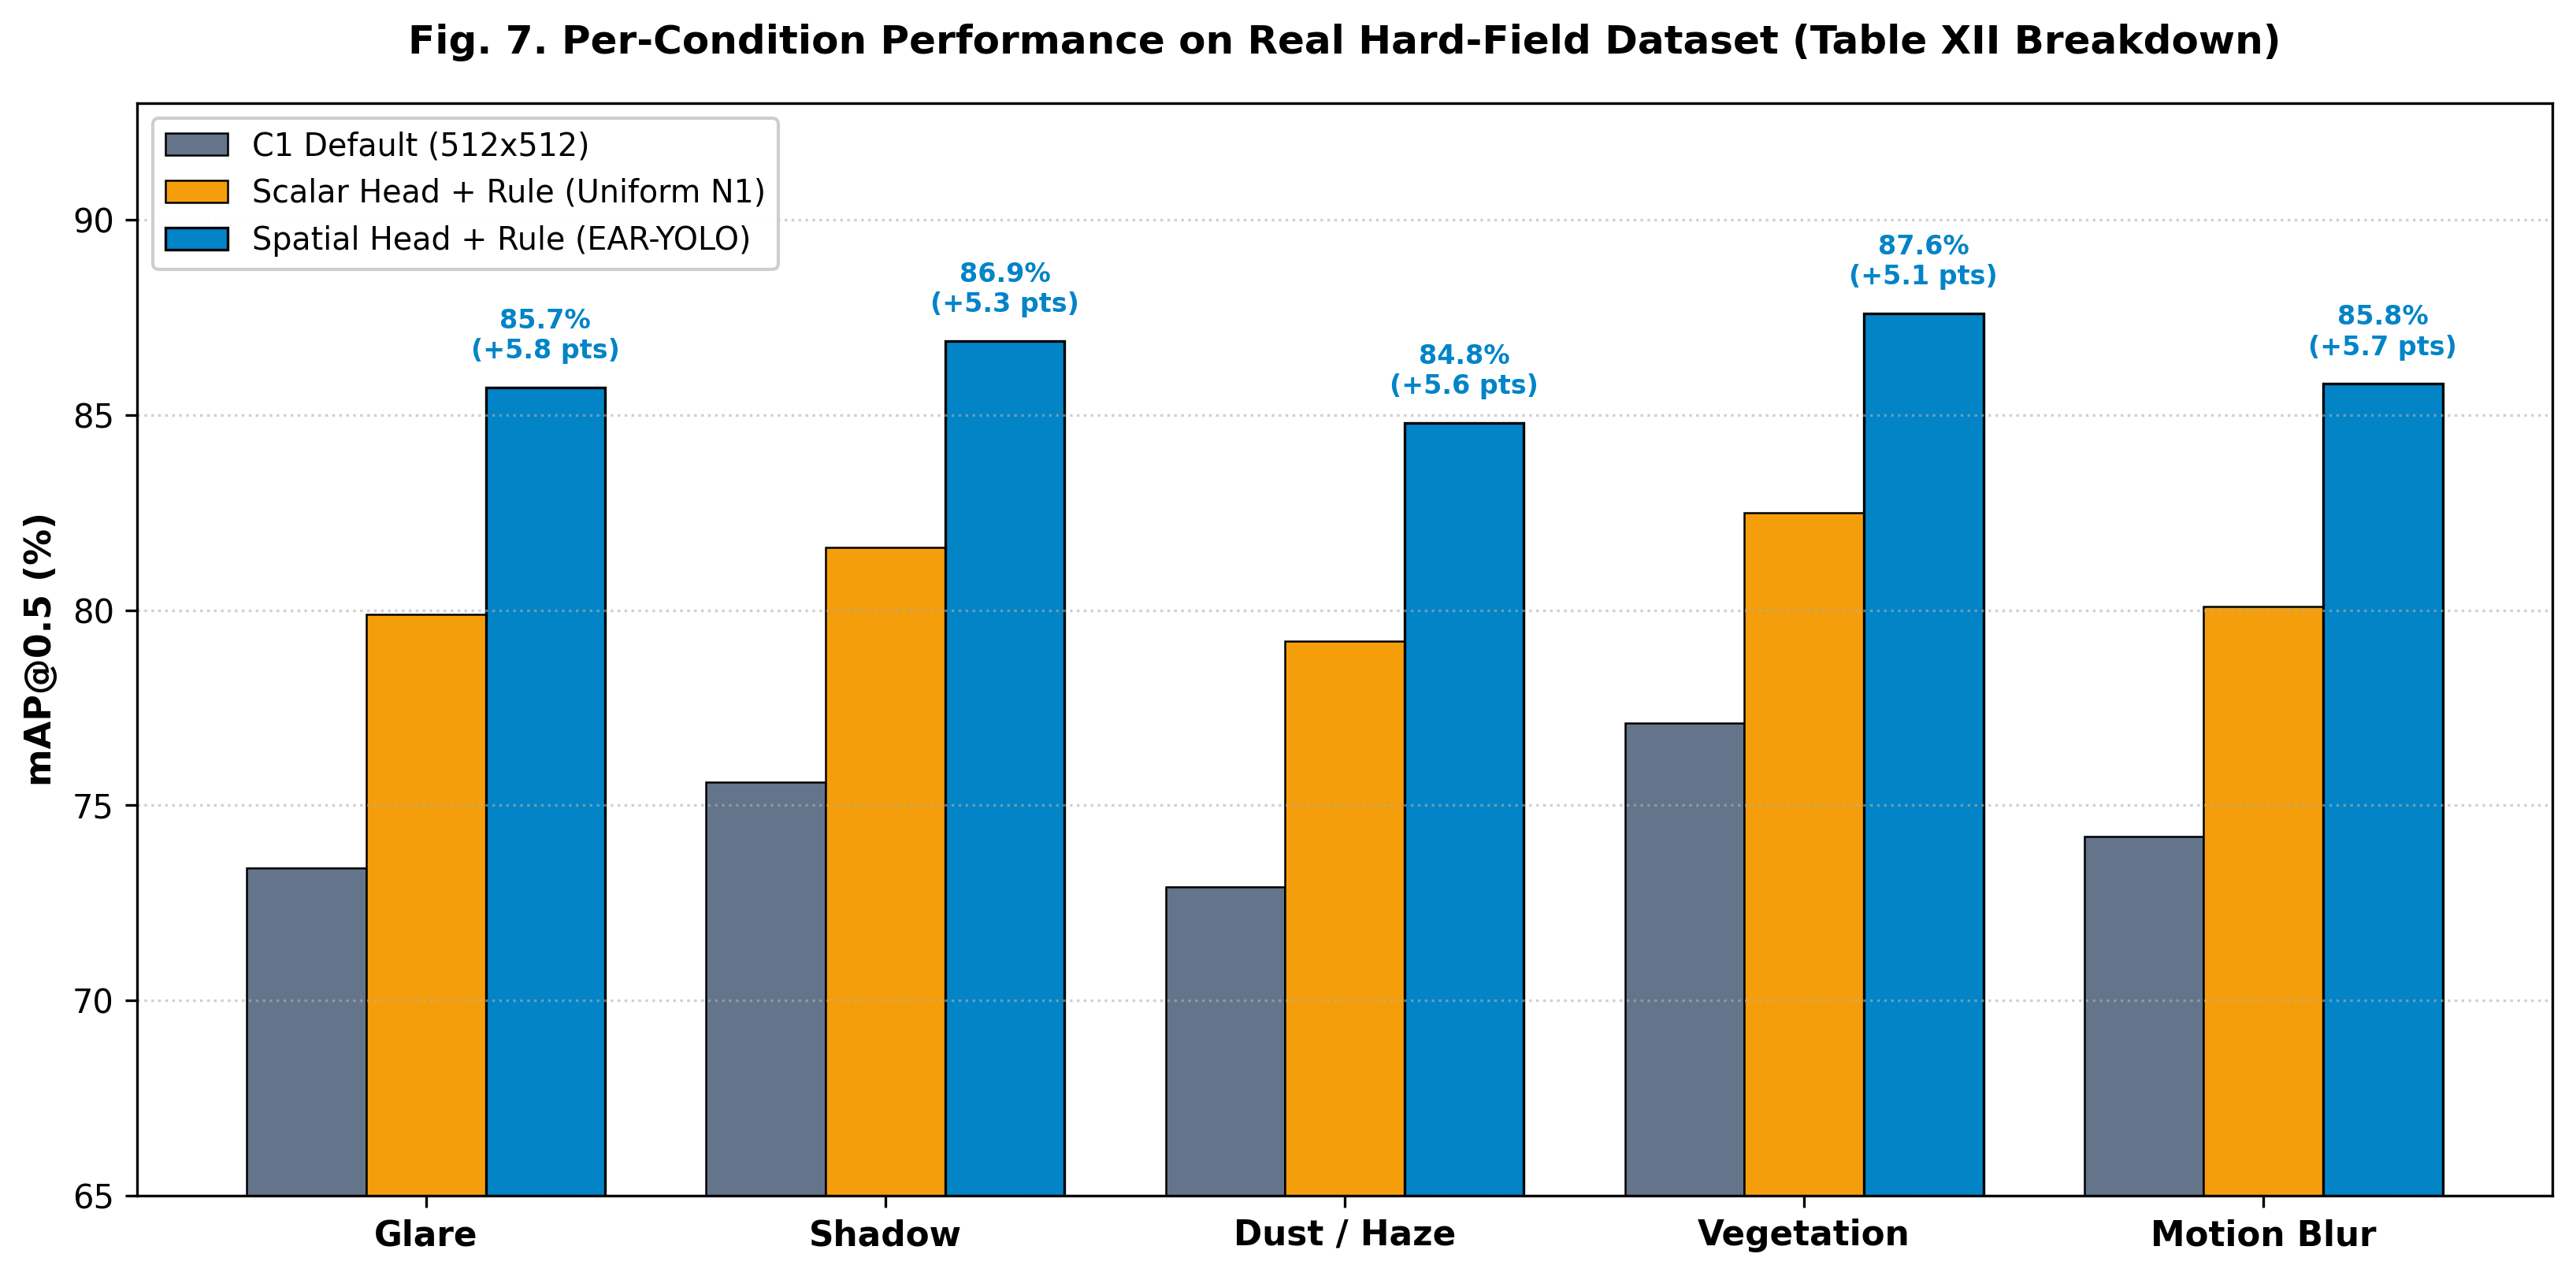 Fig. 7. Per-Condition Performance on Real Hard-Field Dataset (Table XII Breakdown)
C1 Default (512x512)
Scalar Head + Rule (Uniform N1)
Spatial Head + Rule (EAR-YOLO)
mAP@0.5 (%)
90
85
80
75
70
65
85.7%
(+5.8 pts)
86.9%
(+5.3 pts)
84.8%
(+5.6 pts)
87.6%
(+5.1 pts)
85.8%
(+5.7 pts)
Glare
Shadow
Dust / Haze
Vegetation
Motion Blur